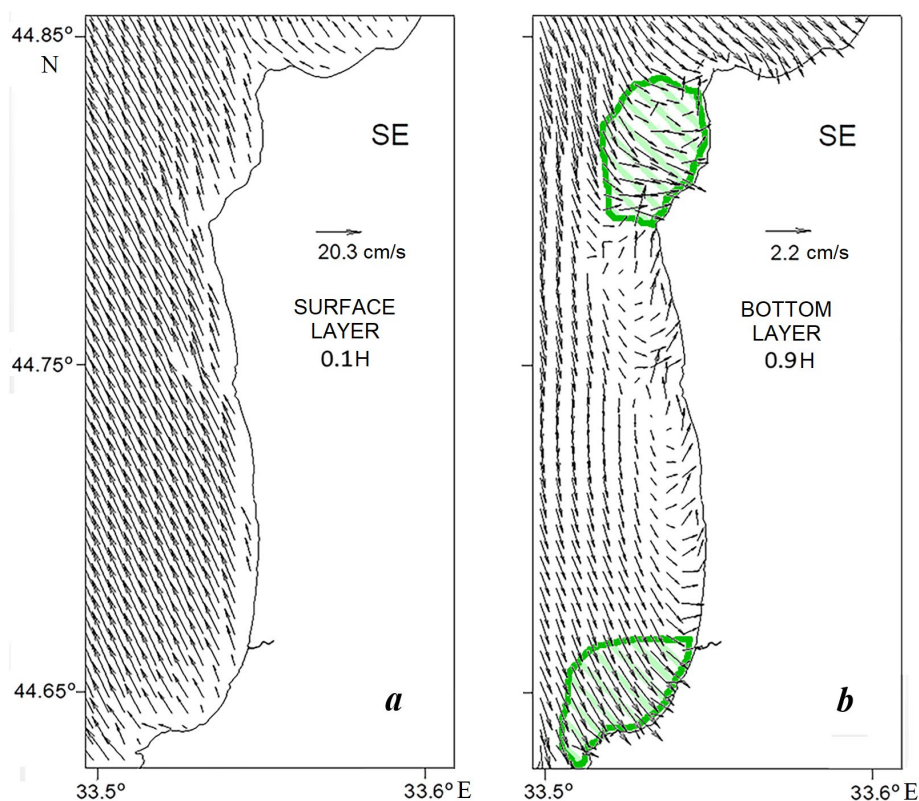 44.85°
N
SE
20.3 cm/s
SURFACE
LAYER
0.1H
44.75°
44.65°
a
33.5°
33.6° E
SE
2.2 cm/s
BOTTOM
LAYER
0.9H
b
33.5°
33.6° E